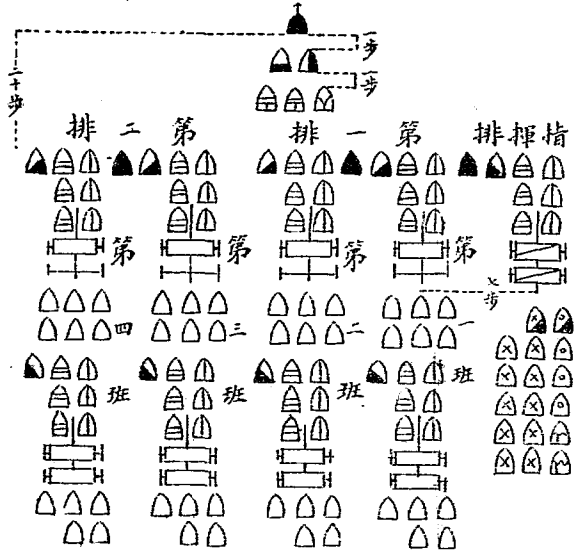 一步
一步
二十步
指揮排
第一排
第二排
七步
第一班
第二班
第三班
第四班